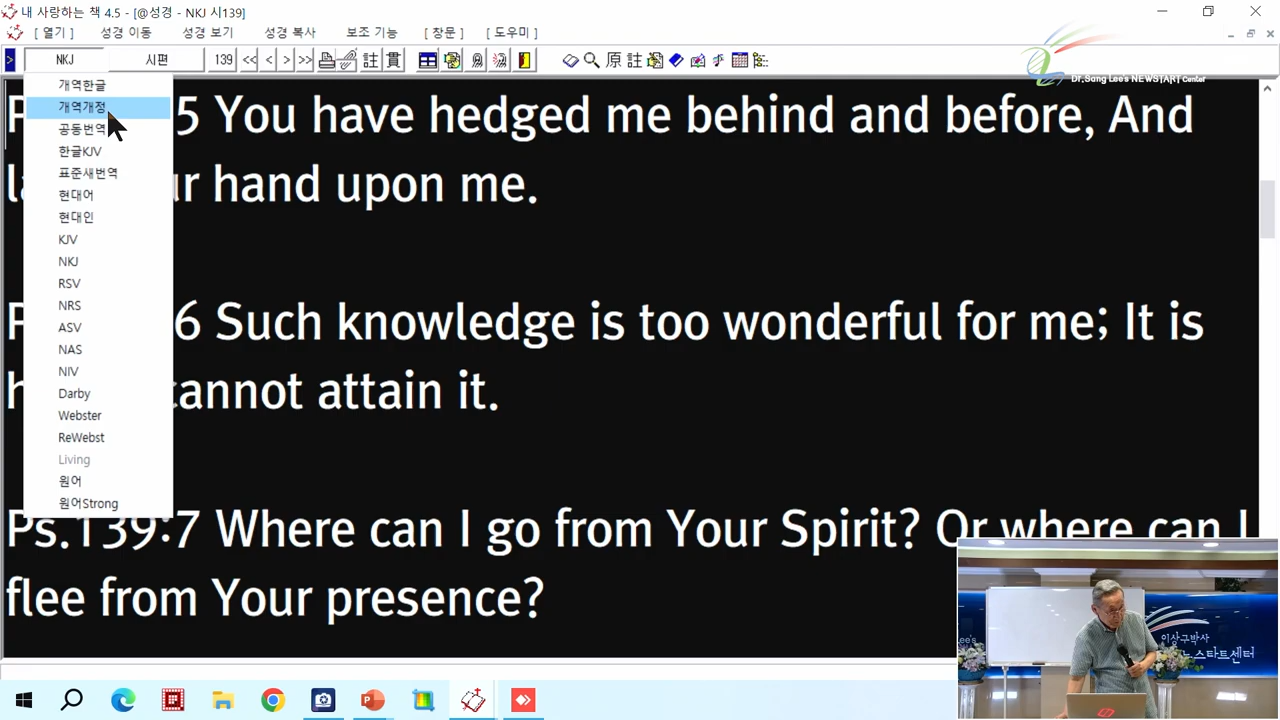 내 사랑하는 책 4.5 - [@성경 - NKJ 시139]
[ 열기 ] 성경 이동 성경 보기 성경 복사 보조 기능 [ 창문 ] [ 도우미 ]
> NKJ 시편 139 << < > >> 註 貫 原 註
Dr.Sang Lee's NEWSTART Center
개역한글
개역개정
공동번역
한글KJV
표준새번역
현대어
현대인
KJV
NKJ
RSV
NRS
ASV
NAS
NIV
Darby
Webster
ReWebst
Living
원어
원어Strong
5 You have hedged me behind and before, And
hand upon me.
6 Such knowledge is too wonderful for me; It is
cannot attain it.
Ps.139:7 Where can I go from Your Spirit? Or where can I
flee from Your presence?
이상구박사
뉴스타트센터